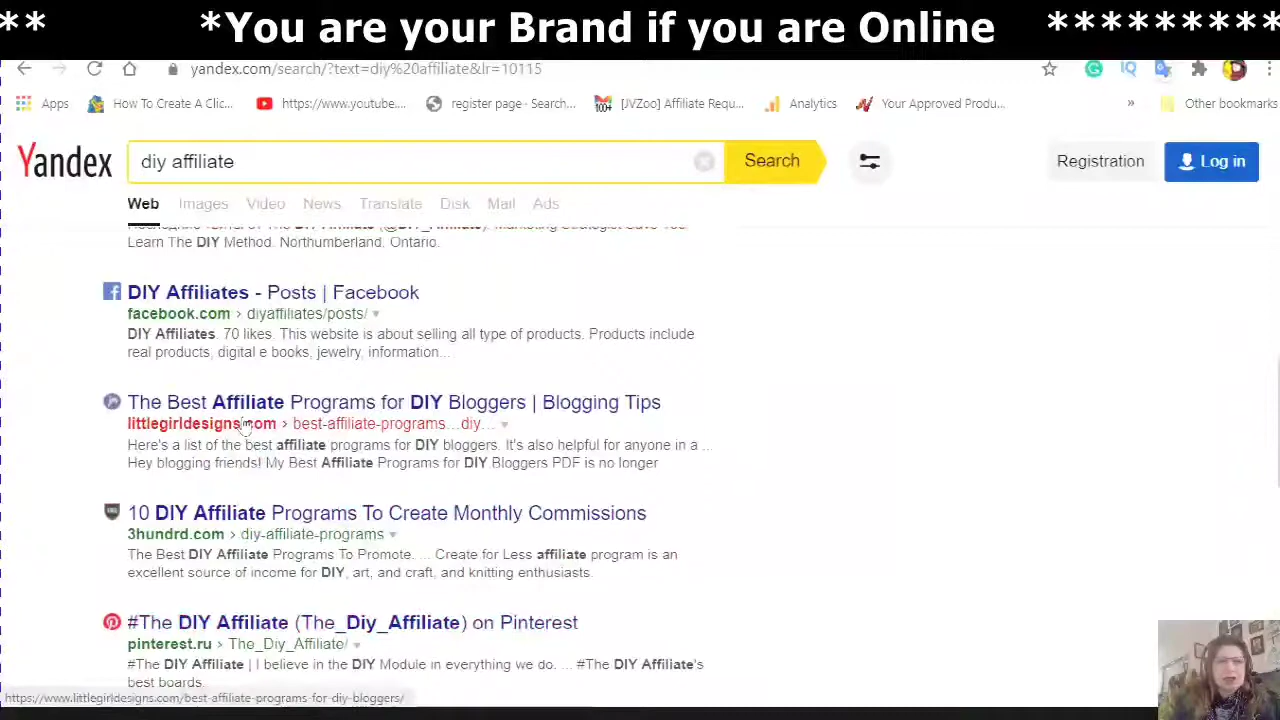 ** *You are your Brand if you are Online *********
yandex.com/search/?text=diy%20affiliate&lr=10115
Apps How To Create A Clic... https://www.youtube... register page - Search... [JVZoo] Affiliate Requ... Analytics Your Approved Produ... » Other bookmarks
Yandex diy affiliate Search Registration Log in
Web Images Video News Translate Disk Mail Ads
Learn The DIY Method. Northumberland, Ontario.
DIY Affiliates - Posts | Facebook
facebook.com › diyaffiliates/posts/
DIY Affiliates. 70 likes. This website is about selling all type of products. Products include
real products, digital e books, jewelry, information...
The Best Affiliate Programs for DIY Bloggers | Blogging Tips
littlegirldesigns.com › best-affiliate-programs...diy...
Here's a list of the best affiliate programs for DIY bloggers. It's also helpful for anyone in a ...
Hey blogging friends! My Best Affiliate Programs for DIY Bloggers PDF is no longer
10 DIY Affiliate Programs To Create Monthly Commissions
3hundrd.com › diy-affiliate-programs
The Best DIY Affiliate Programs To Promote. ... Create for Less affiliate program is an
excellent source of income for DIY, art, and craft, and knitting enthusiasts.
#The DIY Affiliate (The_Diy_Affiliate) on Pinterest
pinterest.ru › The_Diy_Affiliate/
#The DIY Affiliate | I believe in the DIY Module in everything we do. ... #The DIY Affiliate's
best boards.
https://www.littlegirldesigns.com/best-affiliate-programs-for-diy-bloggers/